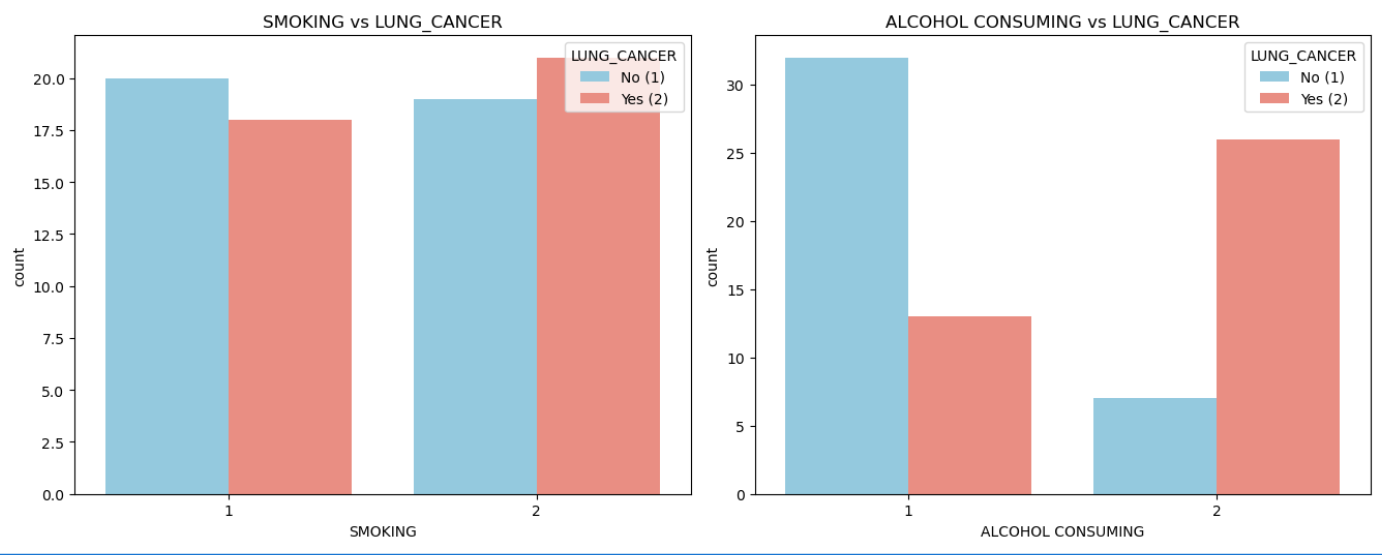 SMOKING vs LUNG_CANCER
LUNG_CANCER
No (1)
Yes (2)
20.0
17.5
15.0
12.5
10.0
7.5
5.0
2.5
0.0
count
1
2
SMOKING
ALCOHOL CONSUMING vs LUNG_CANCER
LUNG_CANCER
No (1)
Yes (2)
30
25
20
15
10
5
0
count
1
2
ALCOHOL CONSUMING